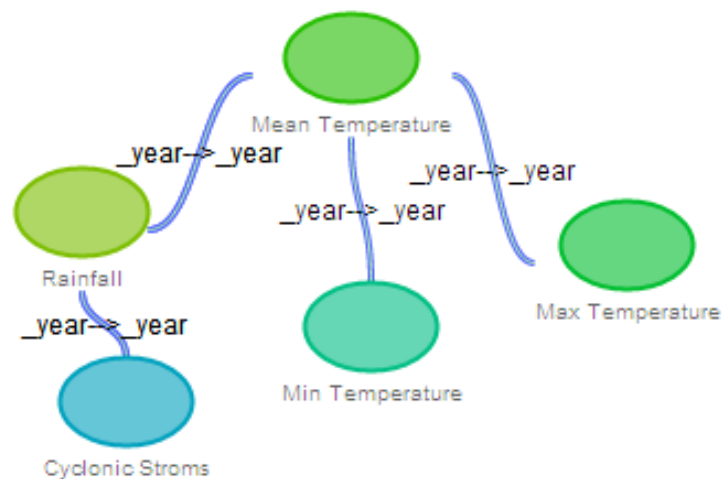 Mean Temperature
_year-->_year
_year-->_year
_year-->_year
Rainfall
Max Temperature
_year-->_year
Min Temperature
Cyclonic Stroms